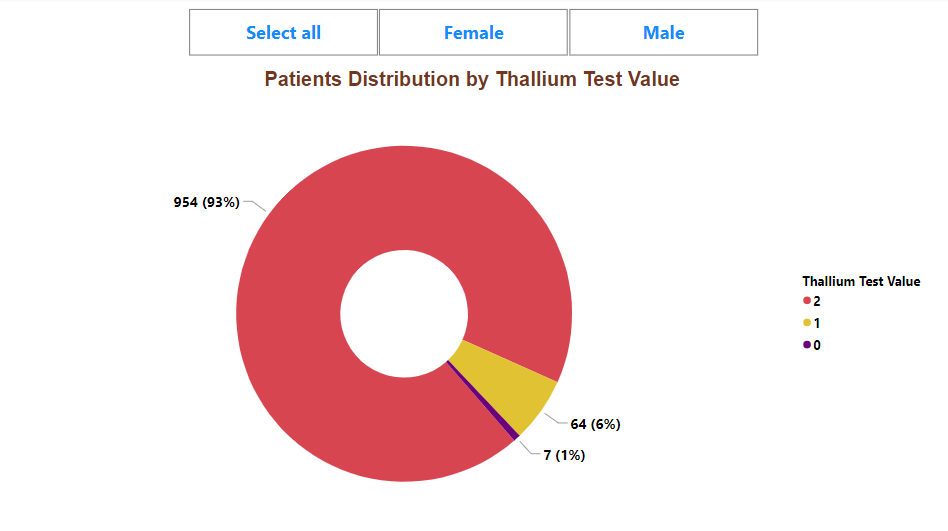 Select all Female Male
Patients Distribution by Thallium Test Value
954 (93%)
Thallium Test Value
2
1
0
64 (6%)
7 (1%)